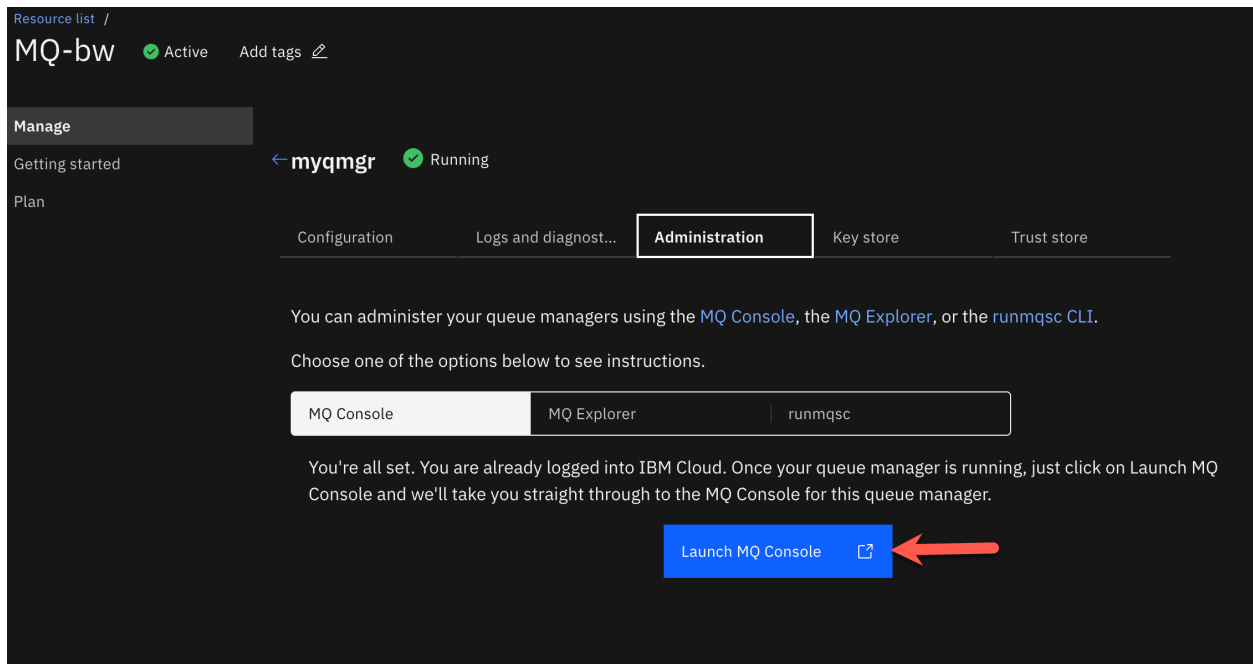 Resource list /
MQ-bw Active Add tags
Manage
Getting started
Plan
myqmgr Running
Configuration Logs and diagnost... Administration Key store Trust store
You can administer your queue managers using the MQ Console, the MQ Explorer, or the runmqsc CLI.
Choose one of the options below to see instructions.
MQ Console MQ Explorer runmqsc
You're all set. You are already logged into IBM Cloud. Once your queue manager is running, just click on Launch MQ
Console and we'll take you straight through to the MQ Console for this queue manager.
Launch MQ Console